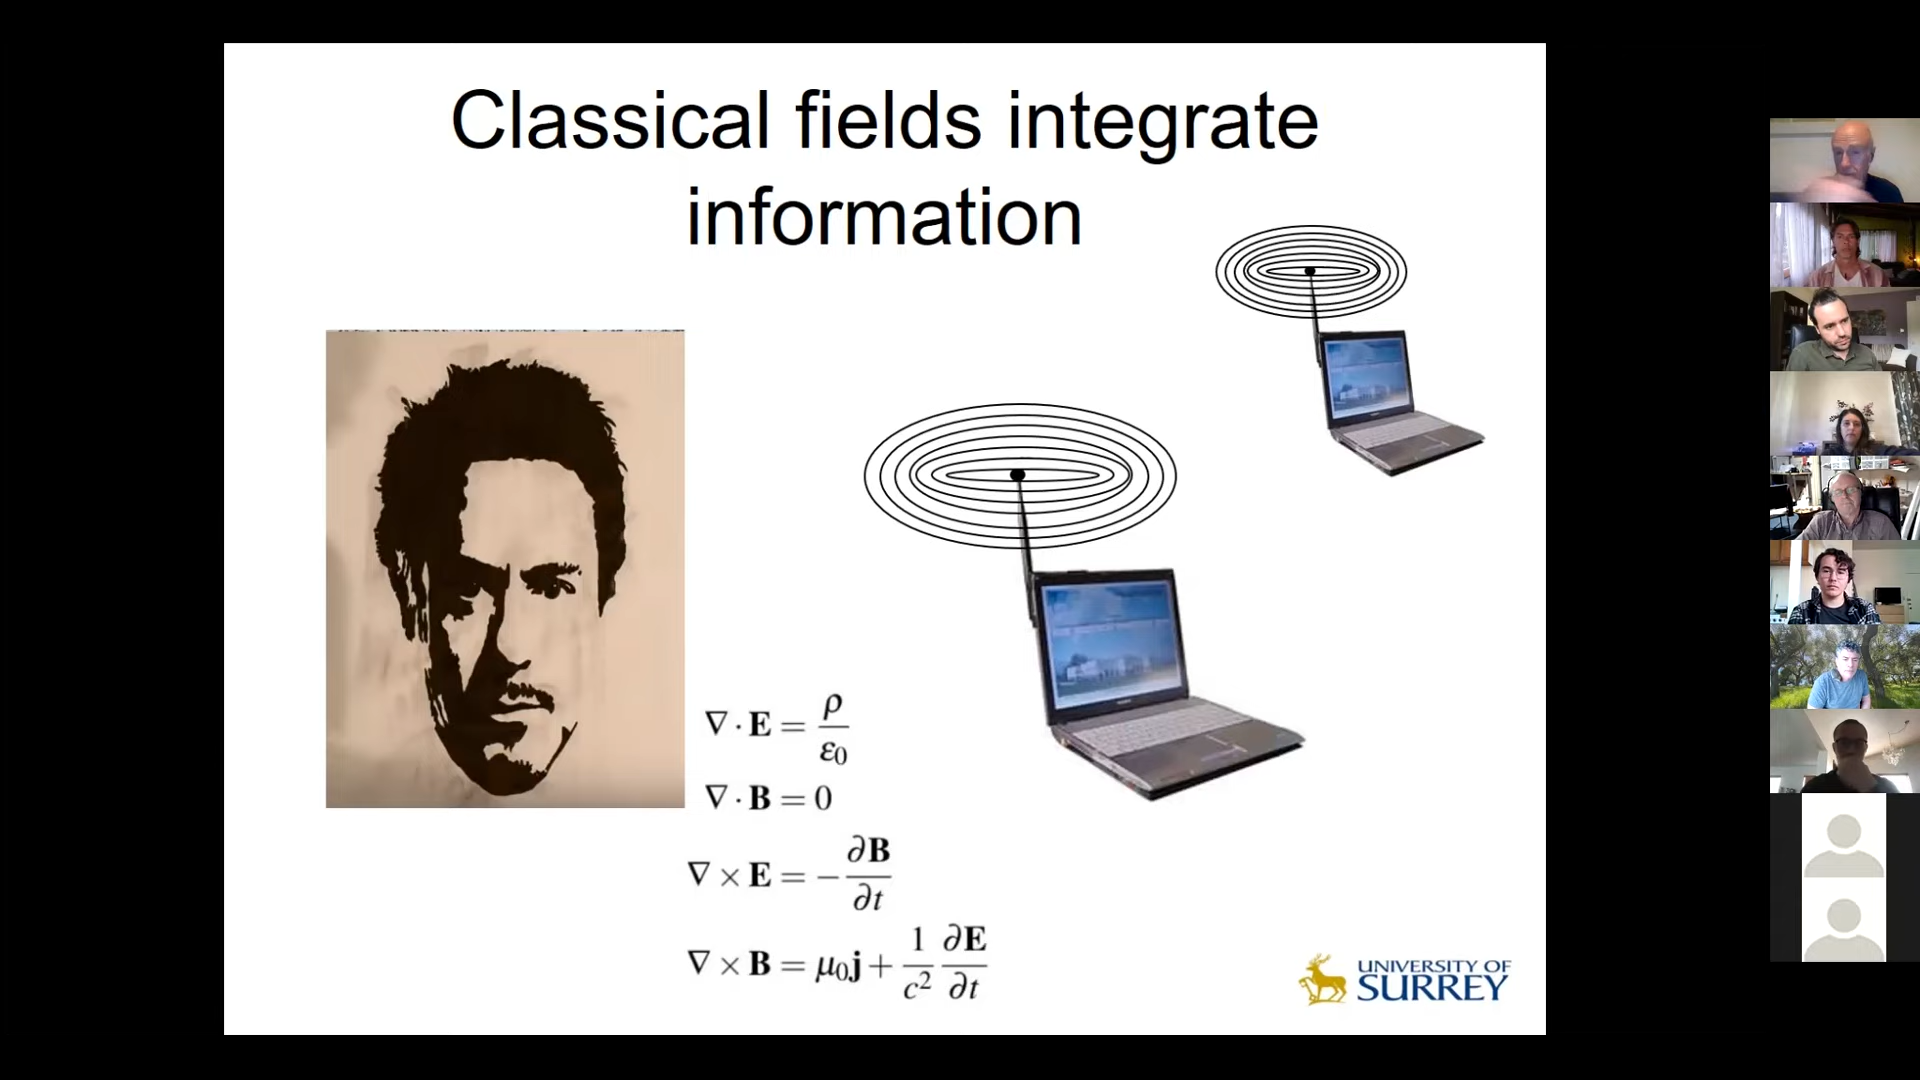 Classical fields integrate
information
∇ · E = ρ/ε₀
∇ · B = 0
∇ × E = −∂B/∂t
∇ × B = μ₀j + 1/c² ∂E/∂t
UNIVERSITY OF
SURREY